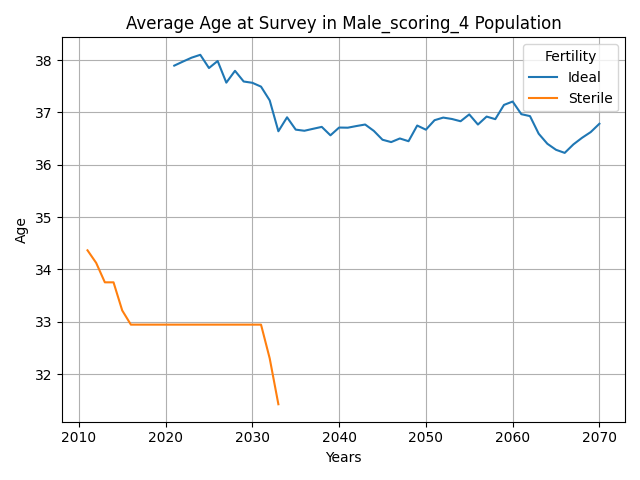 Average Age at Survey in Male_scoring_4 Population
Fertility
Ideal
Sterile
Age
38
37
36
35
34
33
32
2010
2020
2030
2040
2050
2060
2070
Years